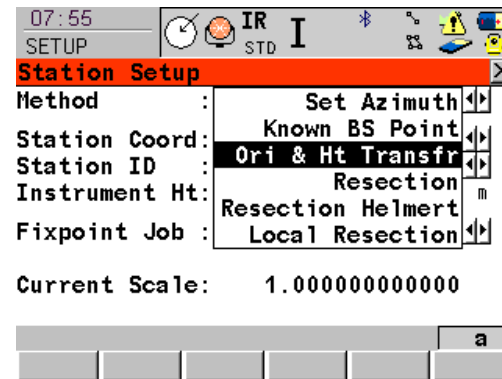 07:55
SETUP
IR
STD
I
Station Setup
Method :
Set Azimuth
Known BS Point
Station Coord:
Ori & Ht Transfr
Station ID :
Resection
Instrument Ht:
m
Resection Helmert
Fixpoint Job :
Local Resection
Current Scale: 1.000000000000
a